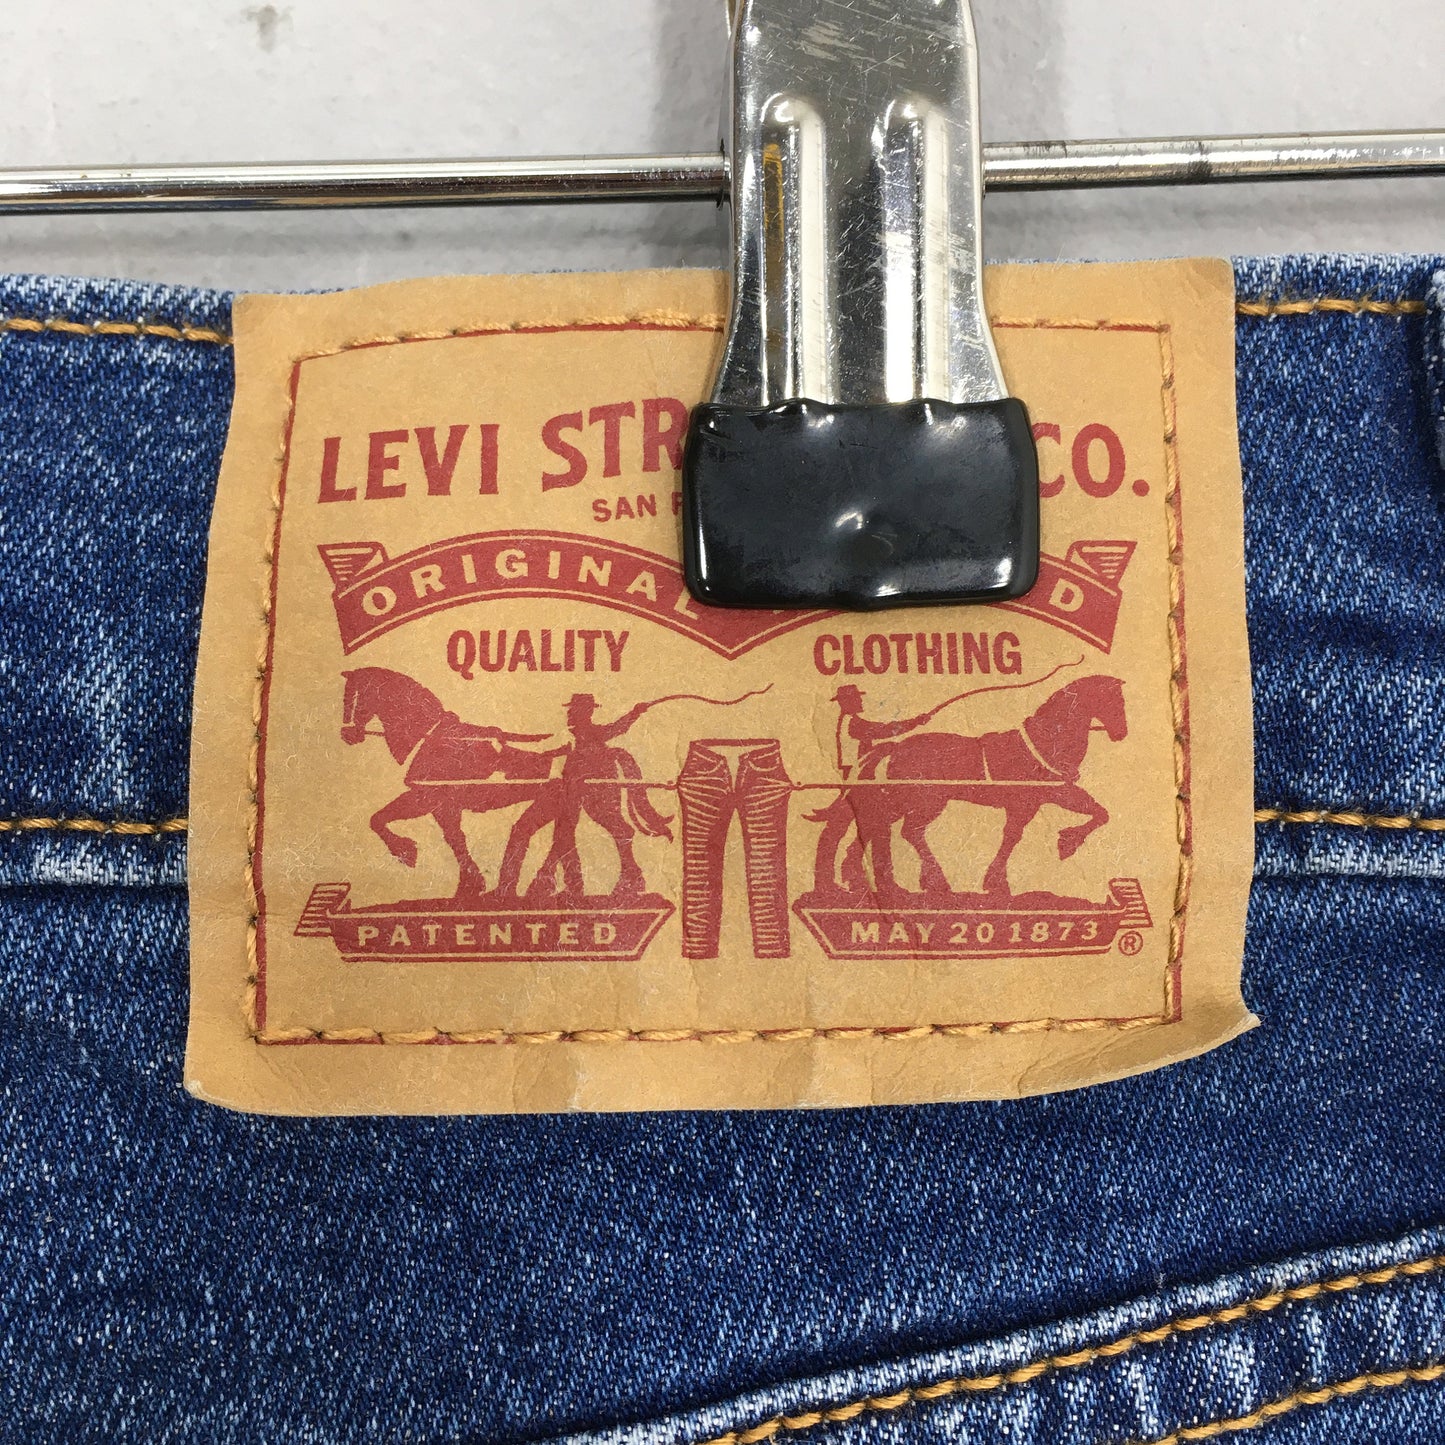 LEVI STR CO.
SAN
ORIGINAL D
QUALITY CLOTHING
PATENTED MAY 20 1873 ®